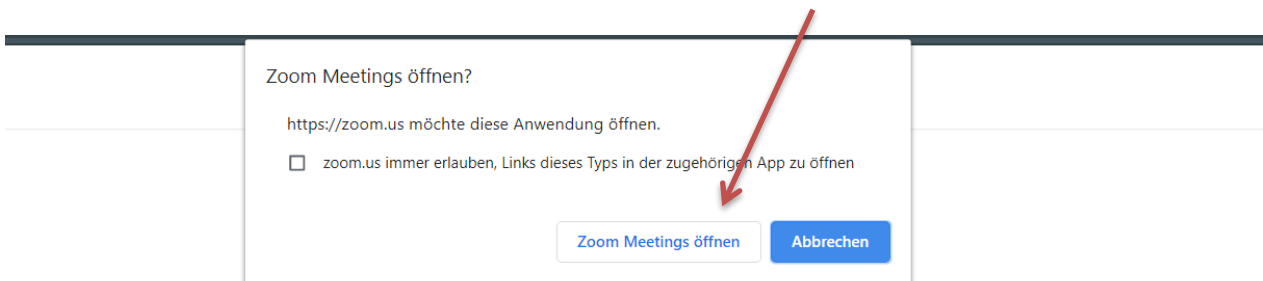 Zoom Meetings öffnen?
https://zoom.us möchte diese Anwendung öffnen.
zoom.us immer erlauben, Links dieses Typs in der zugehörigen App zu öffnen
Zoom Meetings öffnen Abbrechen